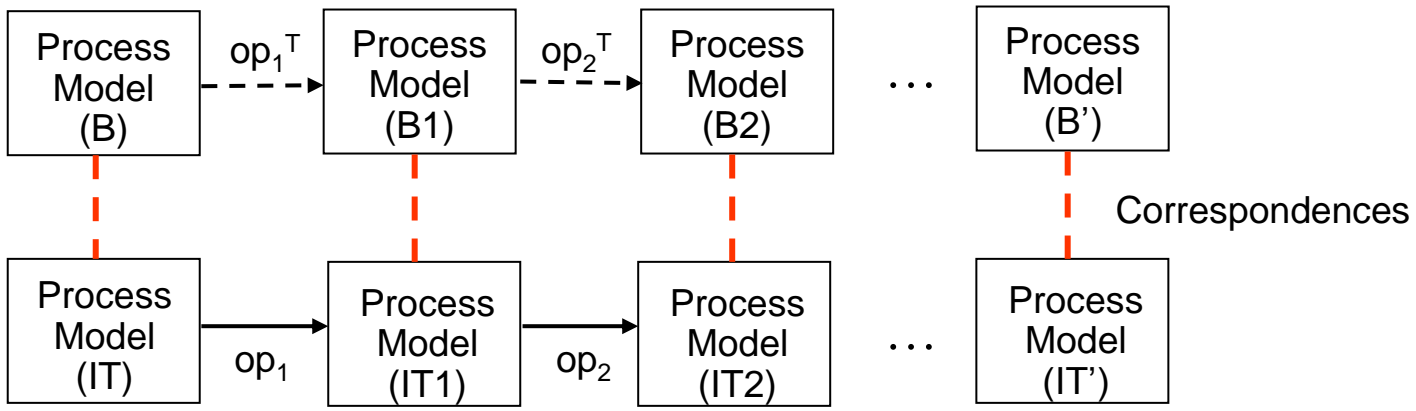 Process
Model
(B)
op₁ᵀ
Process
Model
(B1)
op₂ᵀ
Process
Model
(B2)
...
Process
Model
(B’)
Correspondences
Process
Model
(IT)
op₁
Process
Model
(IT1)
op₂
Process
Model
(IT2)
...
Process
Model
(IT’)